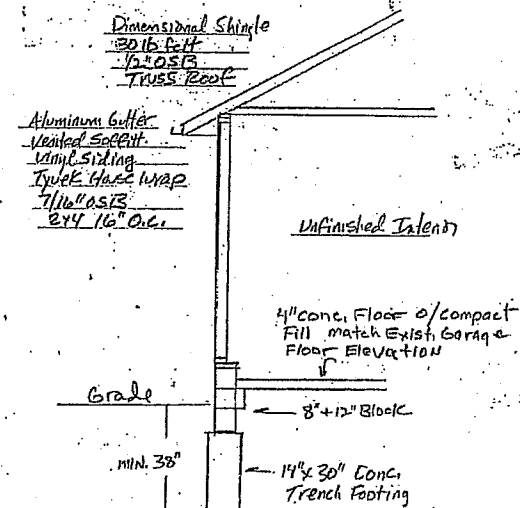 Dimensional Shingle
30 lb felt
1/2" OSB
Truss Roof
Aluminum Gutter
Vented Soffitt
Vinyl Siding
Tyvek House Wrap
7/16" OSB
2x4 16" O.C.
Unfinished Interior
4" conc. Floor o/compact
Fill match Exist. Garage
Floor Elevation
Grade
8" + 12" Block
MIN. 38"
14" x 30" Conc.
Trench Footing